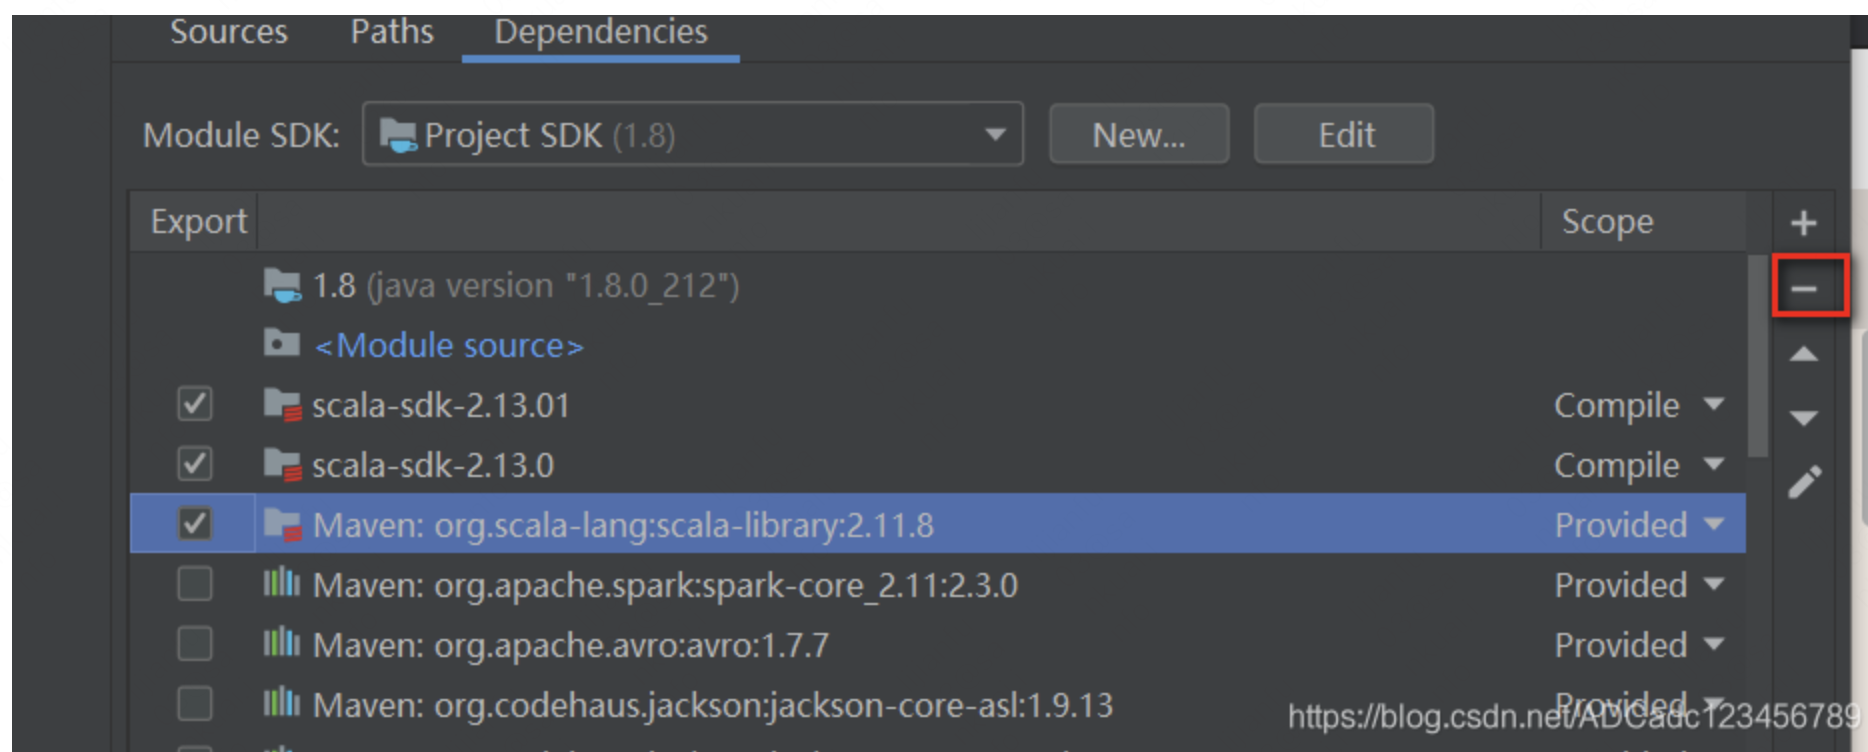 Sources Paths Dependencies
Module SDK: Project SDK (1.8) New... Edit
Export Scope
1.8 (java version "1.8.0_212")
<Module source>
scala-sdk-2.13.01 Compile
scala-sdk-2.13.0 Compile
Maven: org.scala-lang:scala-library:2.11.8 Provided
Maven: org.apache.spark:spark-core_2.11:2.3.0 Provided
Maven: org.apache.avro:avro:1.7.7 Provided
Maven: org.codehaus.jackson:jackson-core-asl:1.9.13 Provided
https://blog.csdn.net/ADCadc123456789